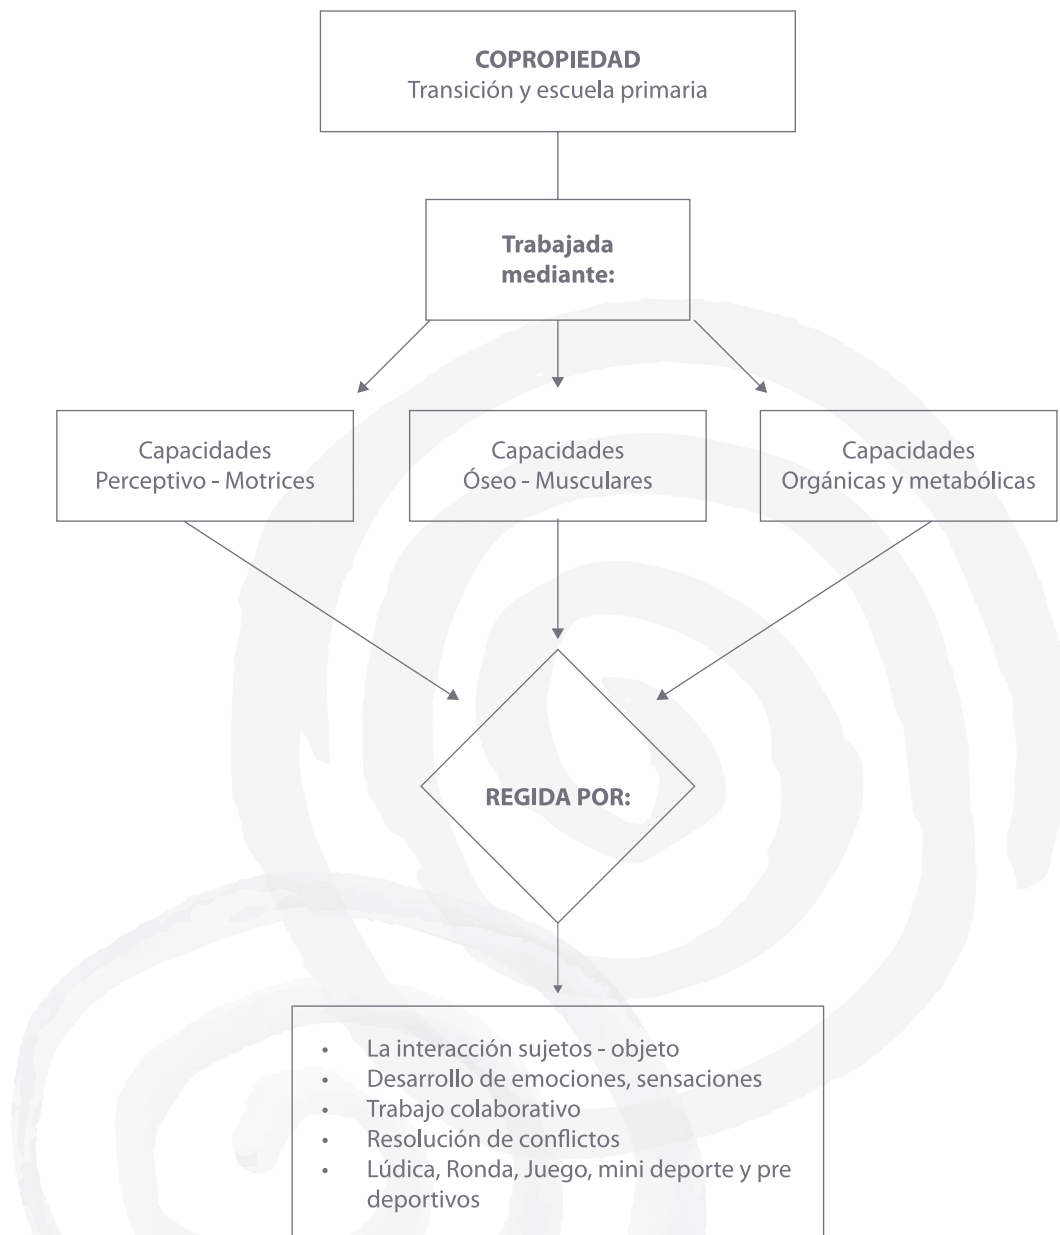 COPROPIEDAD
Transición y escuela primaria
Trabajada
mediante:
Capacidades
Perceptivo - Motrices
Capacidades
Óseo - Musculares
Capacidades
Orgánicas y metabólicas
REGIDA POR:
• La interacción sujetos - objeto
• Desarrollo de emociones, sensaciones
• Trabajo colaborativo
• Resolución de conflictos
• Lúdica, Ronda, Juego, mini deporte y pre
deportivos